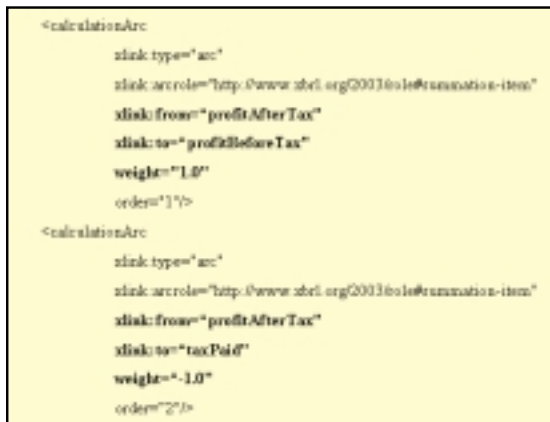 <calculationArc
xlink:type="arc"
xlink:arcrole="http://www.xbrl.org/2003/role#summation-item"
xlink:from="profitAfterTax"
xlink:to="profitBeforeTax"
weight="1.0"
order="1"/>
<calculationArc
xlink:type="arc"
xlink:arcrole="http://www.xbrl.org/2003/role#summation-item"
xlink:from="profitAfterTax"
xlink:to="taxPaid"
weight="-1.0"
order="2"/>